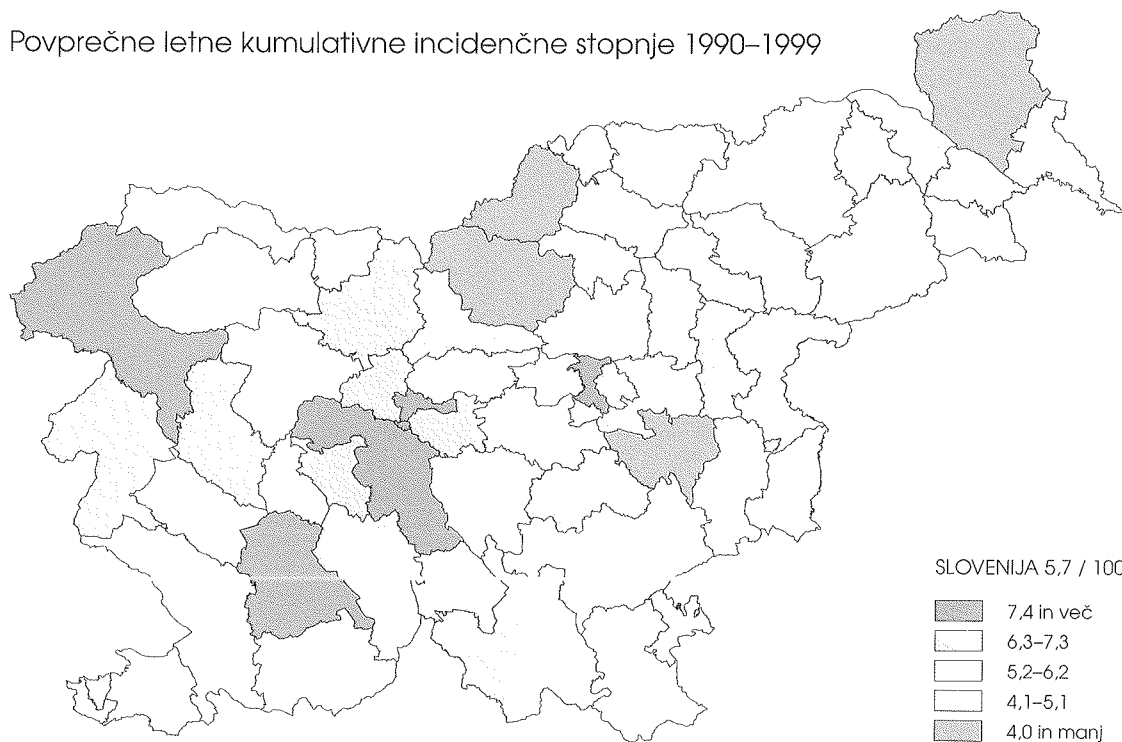 Povprečne letne kumulativne incidenčne stopnje 1990–1999
SLOVENIJA 5,7 / 100
7,4 in več
6,3–7,3
5,2–6,2
4,1–5,1
4,0 in manj